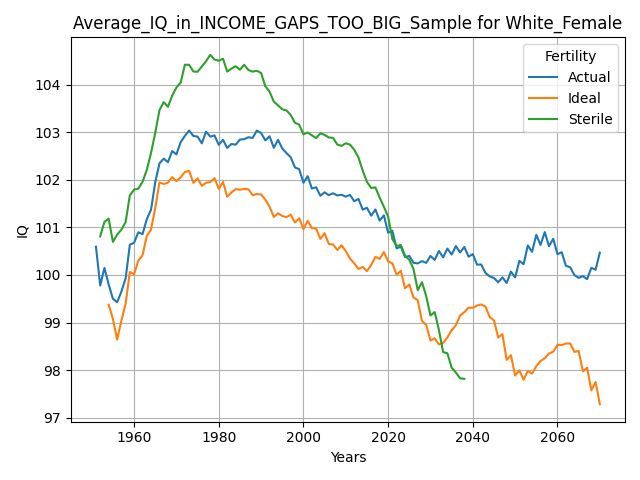 Average_IQ_in_INCOME_GAPS_TOO_BIG_Sample for White_Female
Fertility
Actual
Ideal
Sterile
IQ
104
103
102
101
100
99
98
97
1960
1980
2000
2020
2040
2060
Years